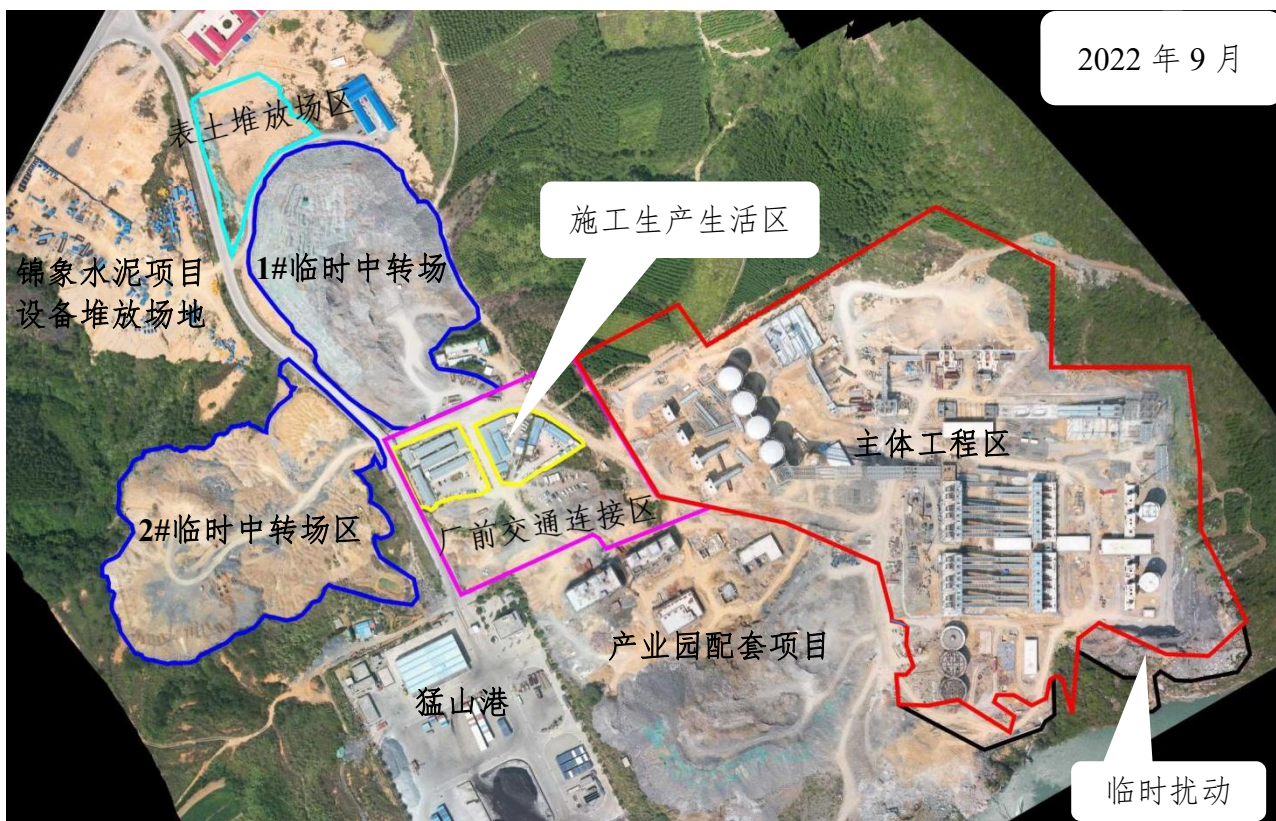 2022 年 9 月
表土堆放场区
施工生产生活区
1#临时中转场
锦象水泥项目
设备堆放场地
主体工程区
2#临时中转场区
厂前交通连接区
产业园配套项目
猛山港
临时扰动